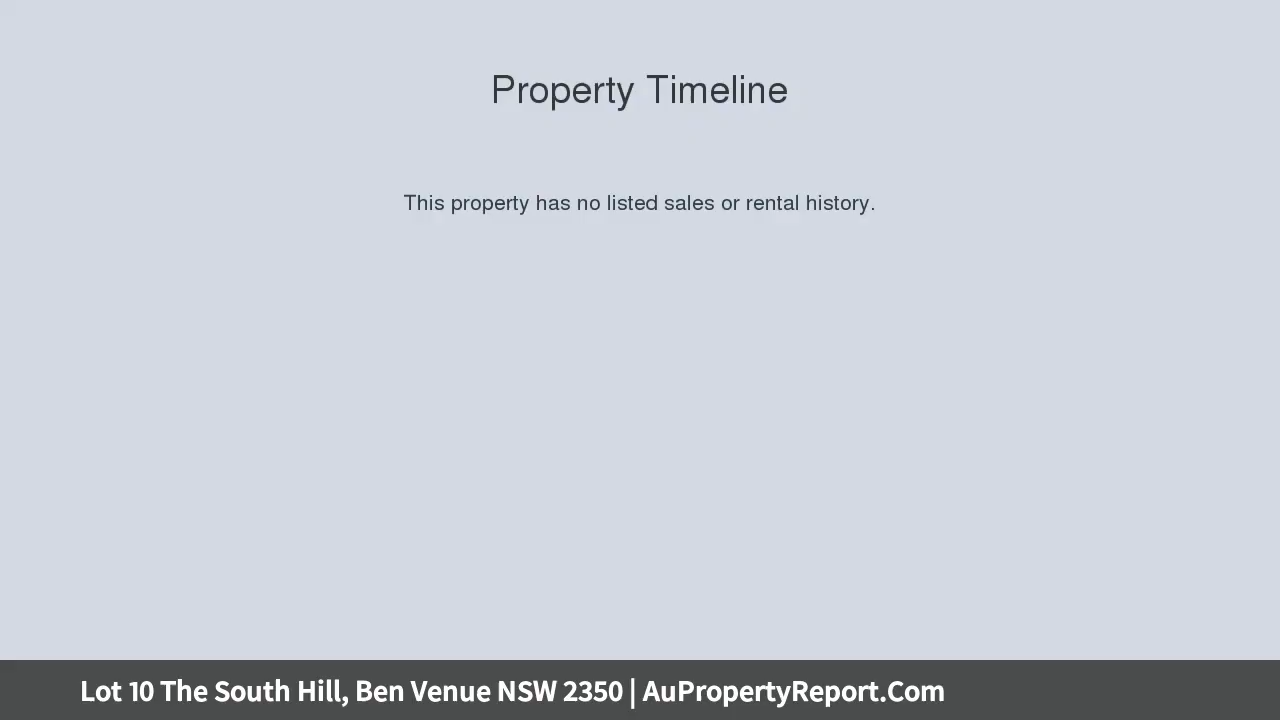 Property Timeline
This property has no listed sales or rental history.
Lot 10 The South Hill, Ben Venue NSW 2350 | AuPropertyReport.Com